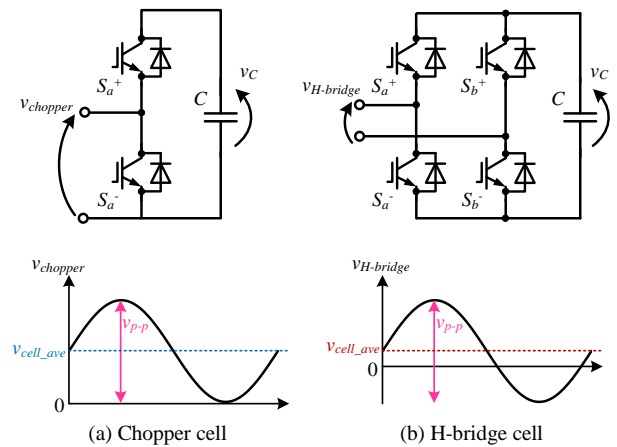 S_a^+
v_chopper
C
v_C
S_a^-
S_a^+
S_b^+
v_H-bridge
C
v_C
S_a^-
S_b^-
v_chopper
v_p-p
v_cell_ave
0
(a) Chopper cell
v_H-bridge
v_p-p
v_cell_ave
0
(b) H-bridge cell